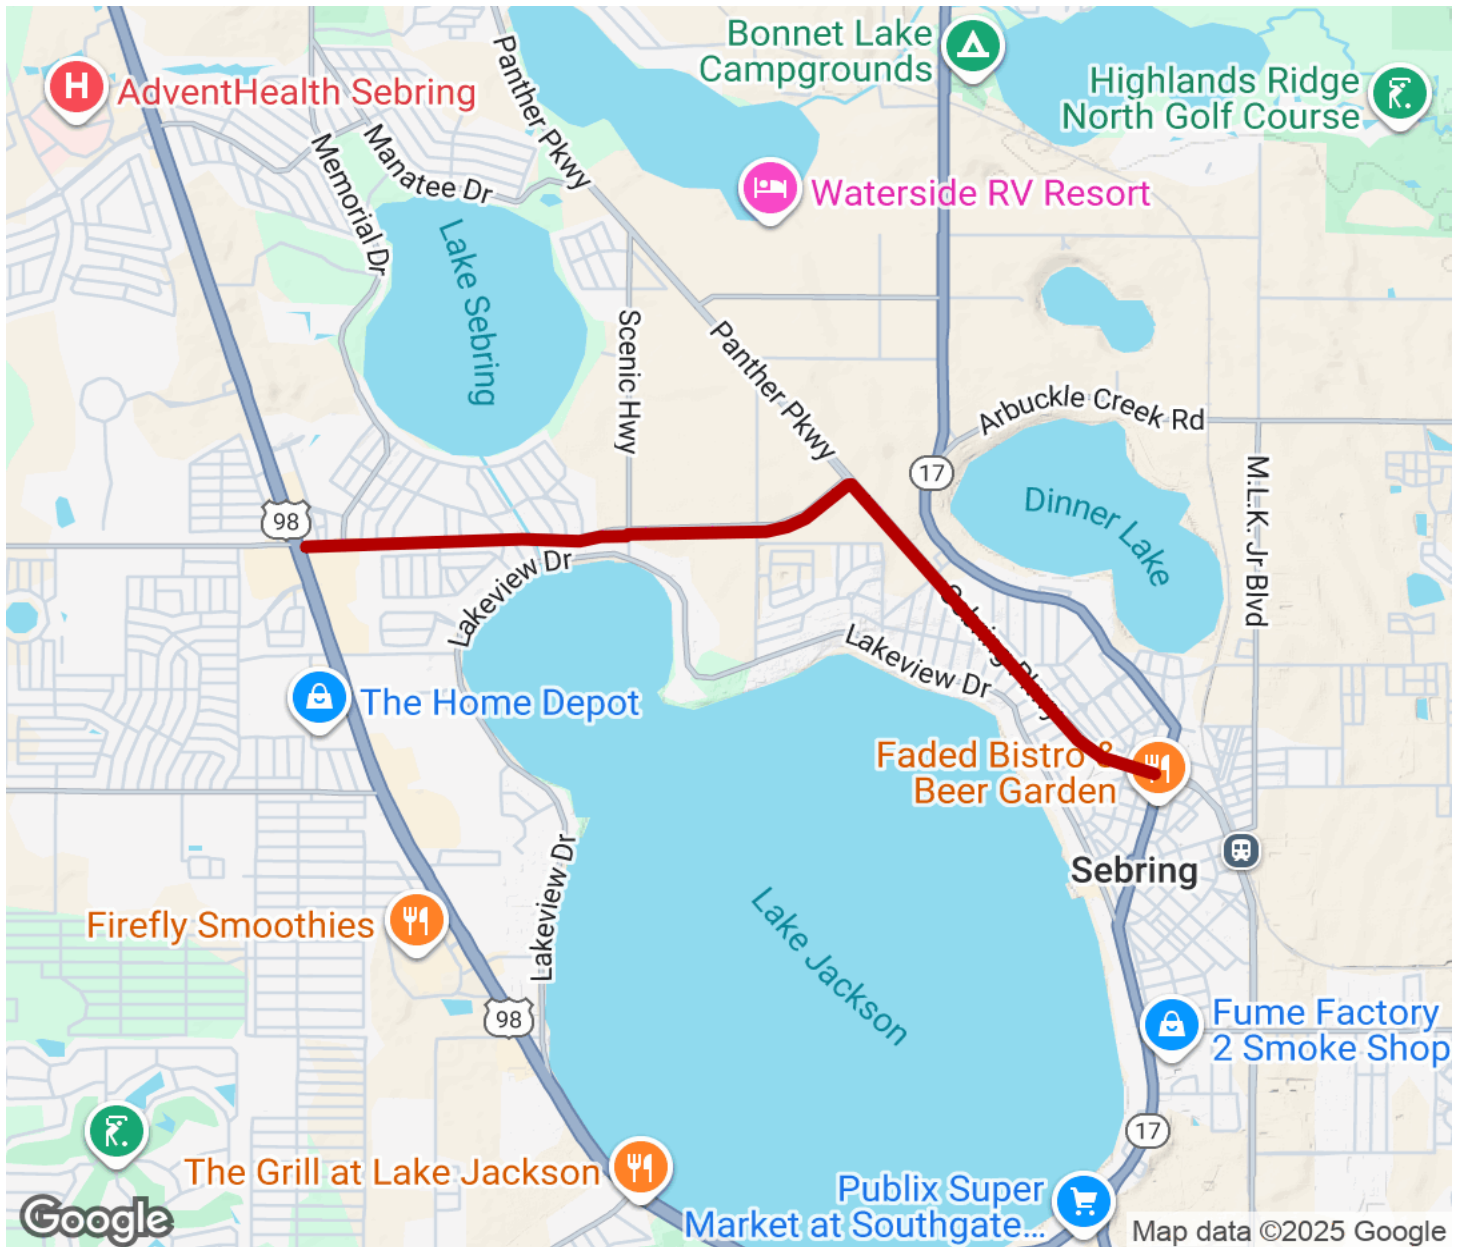 Bonnet Lake
Campgrounds
Highlands Ridge
North Golf Course
AdventHealth Sebring
Panther Pkwy
Manatee Dr
Memorial Dr
Waterside RV Resort
Lake Sebring
Scenic Hwy
Panther Pkwy
Arbuckle Creek Rd
17
M.L.K. Jr Blvd
98
Dinner Lake
Lakeview Dr
Sebring Pkwy
Lakeview Dr
The Home Depot
Faded Bistro &
Beer Garden
Lakeview Dr
Sebring
Firefly Smoothies
Lake Jackson
98
Fume Factory
2 Smoke Shop
17
The Grill at Lake Jackson
Publix Super
Market at Southgate...
Google
Map data ©2025 Google